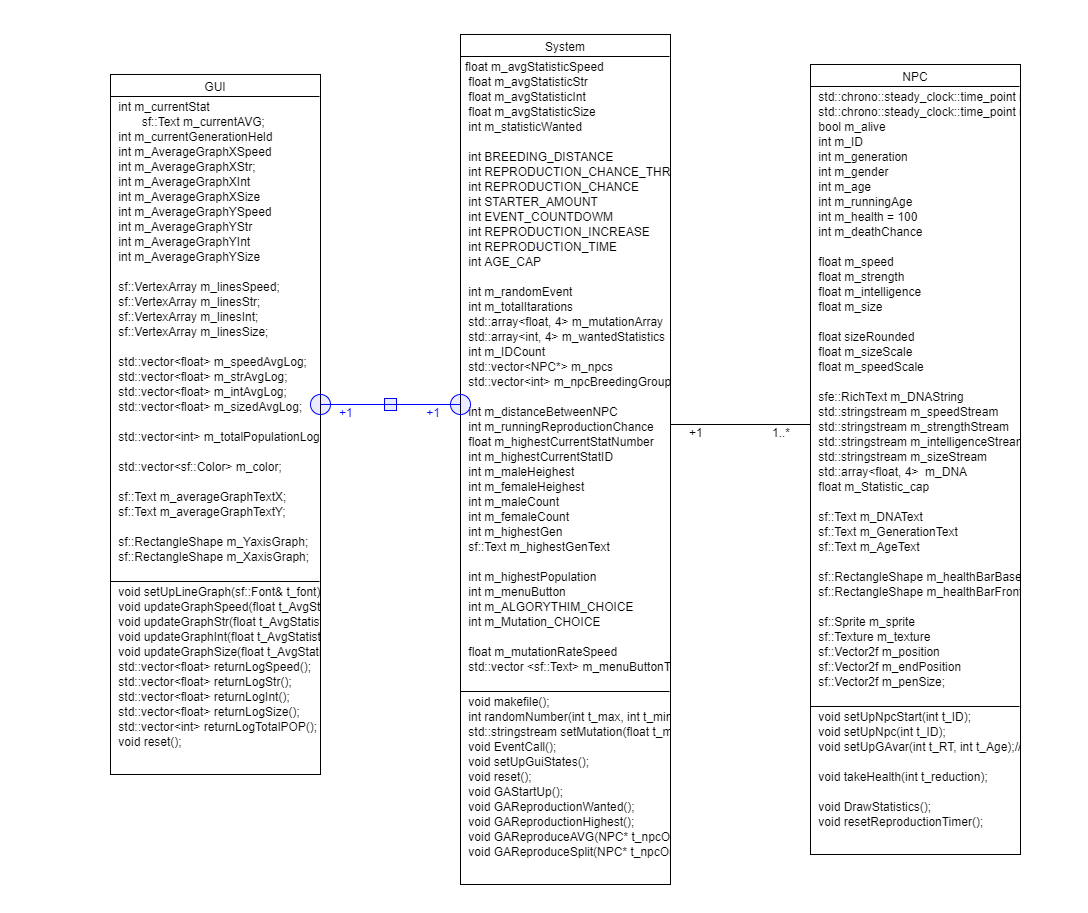 GUI
int m_currentStat
sf::Text m_currentAVG;
int m_currentGenerationHeld
int m_AverageGraphXSpeed
int m_AverageGraphXStr;
int m_AverageGraphXInt
int m_AverageGraphXSize
int m_AverageGraphYSpeed
int m_AverageGraphYStr
int m_AverageGraphYInt
int m_AverageGraphYSize
sf::VertexArray m_linesSpeed;
sf::VertexArray m_linesStr;
sf::VertexArray m_linesInt;
sf::VertexArray m_linesSize;
std::vector<float> m_speedAvgLog;
std::vector<float> m_strAvgLog;
std::vector<float> m_intAvgLog;
std::vector<float> m_sizedAvgLog;
std::vector<int> m_totalPopulationLog
std::vector<sf::Color> m_color;
sf::Text m_averageGraphTextX;
sf::Text m_averageGraphTextY;
sf::RectangleShape m_YaxisGraph;
sf::RectangleShape m_XaxisGraph;
void setUpLineGraph(sf::Font& t_font)
void updateGraphSpeed(float t_AvgSt
void updateGraphStr(float t_AvgStatis
void updateGraphInt(float t_AvgStatist
void updateGraphSize(float t_AvgStati
std::vector<float> returnLogSpeed();
std::vector<float> returnLogStr();
std::vector<float> returnLogInt();
std::vector<float> returnLogSize();
std::vector<int> returnLogTotalPOP();
void reset();
+1
+1
System
float m_avgStatisticSpeed
float m_avgStatisticStr
float m_avgStatisticInt
float m_avgStatisticSize
int m_statisticWanted
int BREEDING_DISTANCE
int REPRODUCTION_CHANCE_THR
int REPRODUCTION_CHANCE
int STARTER_AMOUNT
int EVENT_COUNTDOWM
int REPRODUCTION_INCREASE
int REPRODUCTION_TIME
int AGE_CAP
int m_randomEvent
int m_totalItarations
std::array<float, 4> m_mutationArray
std::array<int, 4> m_wantedStatistics
int m_IDCount
std::vector<NPC*> m_npcs
std::vector<int> m_npcBreedingGroup
int m_distanceBetweenNPC
int m_runningReproductionChance
float m_highestCurrentStatNumber
int m_highestCurrentStatID
int m_maleHeighest
int m_femaleHeighest
int m_maleCount
int m_femaleCount
int m_highestGen
sf::Text m_highestGenText
int m_highestPopulation
int m_menuButton
int m_ALGORYTHIM_CHOICE
int m_Mutation_CHOICE
float m_mutationRateSpeed
std::vector <sf::Text> m_menuButtonT
void makefile();
int randomNumber(int t_max, int t_min
std::stringstream setMutation(float t_m
void EventCall();
void setUpGuiStates();
void reset();
void GAStartUp();
void GAReproductionWanted();
void GAReproductionHighest();
void GAReproduceAVG(NPC* t_npcO
void GAReproduceSplit(NPC* t_npcO
+1
1..*
NPC
std::chrono::steady_clock::time_point
std::chrono::steady_clock::time_point
bool m_alive
int m_ID
int m_generation
int m_gender
int m_age
int m_runningAge
int m_health = 100
int m_deathChance
float m_speed
float m_strength
float m_intelligence
float m_size
float sizeRounded
float m_sizeScale
float m_speedScale
sfe::RichText m_DNAString
std::stringstream m_speedStream
std::stringstream m_strengthStream
std::stringstream m_intelligenceStrear
std::stringstream m_sizeStream
std::array<float, 4>  m_DNA
float m_Statistic_cap
sf::Text m_DNAText
sf::Text m_GenerationText
sf::Text m_AgeText
sf::RectangleShape m_healthBarBase
sf::RectangleShape m_healthBarFron
sf::Sprite m_sprite
sf::Texture m_texture
sf::Vector2f m_position
sf::Vector2f m_endPosition
sf::Vector2f m_penSize;
void setUpNpcStart(int t_ID);
void setUpNpc(int t_ID);
void setUpGAvar(int t_RT, int t_Age);//
void takeHealth(int t_reduction);
void DrawStatistics();
void resetReproductionTimer();